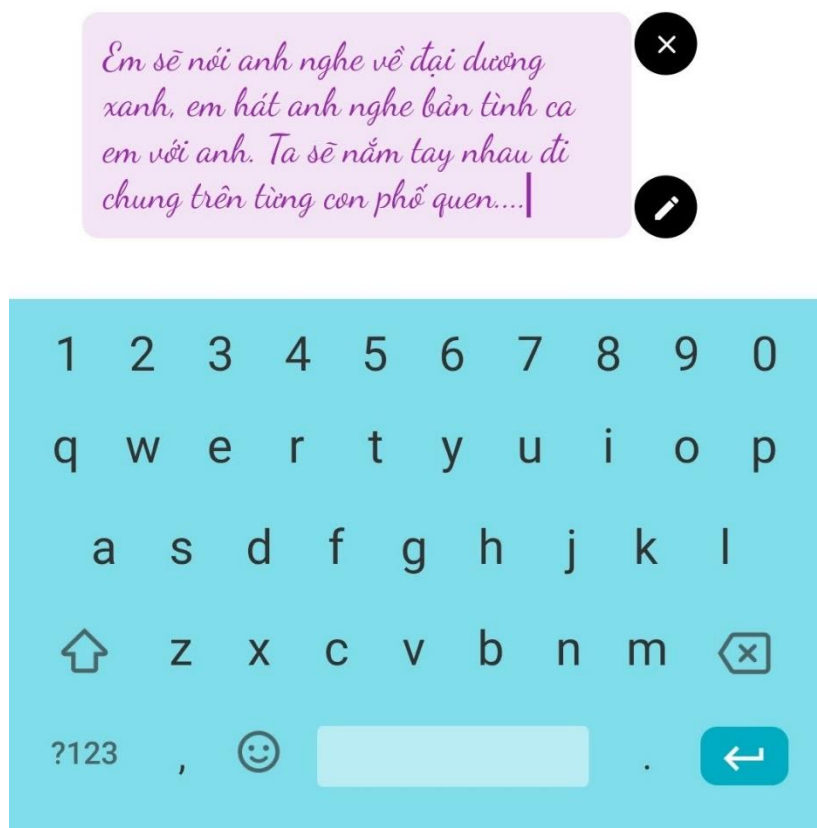 Em sẽ nói anh nghe về đại dương
xanh, em hát anh nghe bản tình ca
em với anh. Ta sẽ nắm tay nhau đi
chung trên từng con phố quen....
1 2 3 4 5 6 7 8 9 0
q w e r t y u i o p
a s d f g h j k l
z x c v b n m
?123 , .